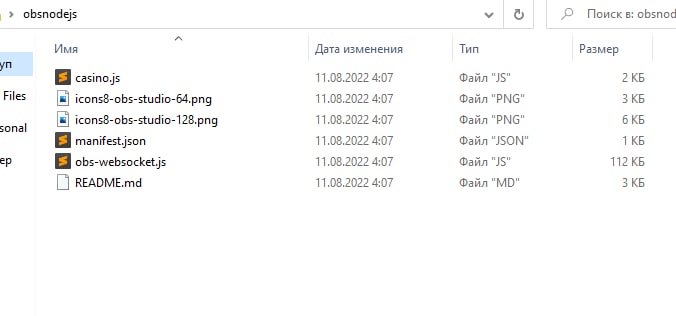 obsnodejs Поиск в: obsnod
Имя Дата изменения Тип Размер
уп casino.js 11.08.2022 4:07 Файл "JS" 2 КБ
Files icons8-obs-studio-64.png 11.08.2022 4:07 Файл "PNG" 3 КБ
sonal icons8-obs-studio-128.png 11.08.2022 4:07 Файл "PNG" 6 КБ
manifest.json 11.08.2022 4:07 Файл "JSON" 1 КБ
ер obs-websocket.js 11.08.2022 4:07 Файл "JS" 112 КБ
README.md 11.08.2022 4:07 Файл "MD" 3 КБ